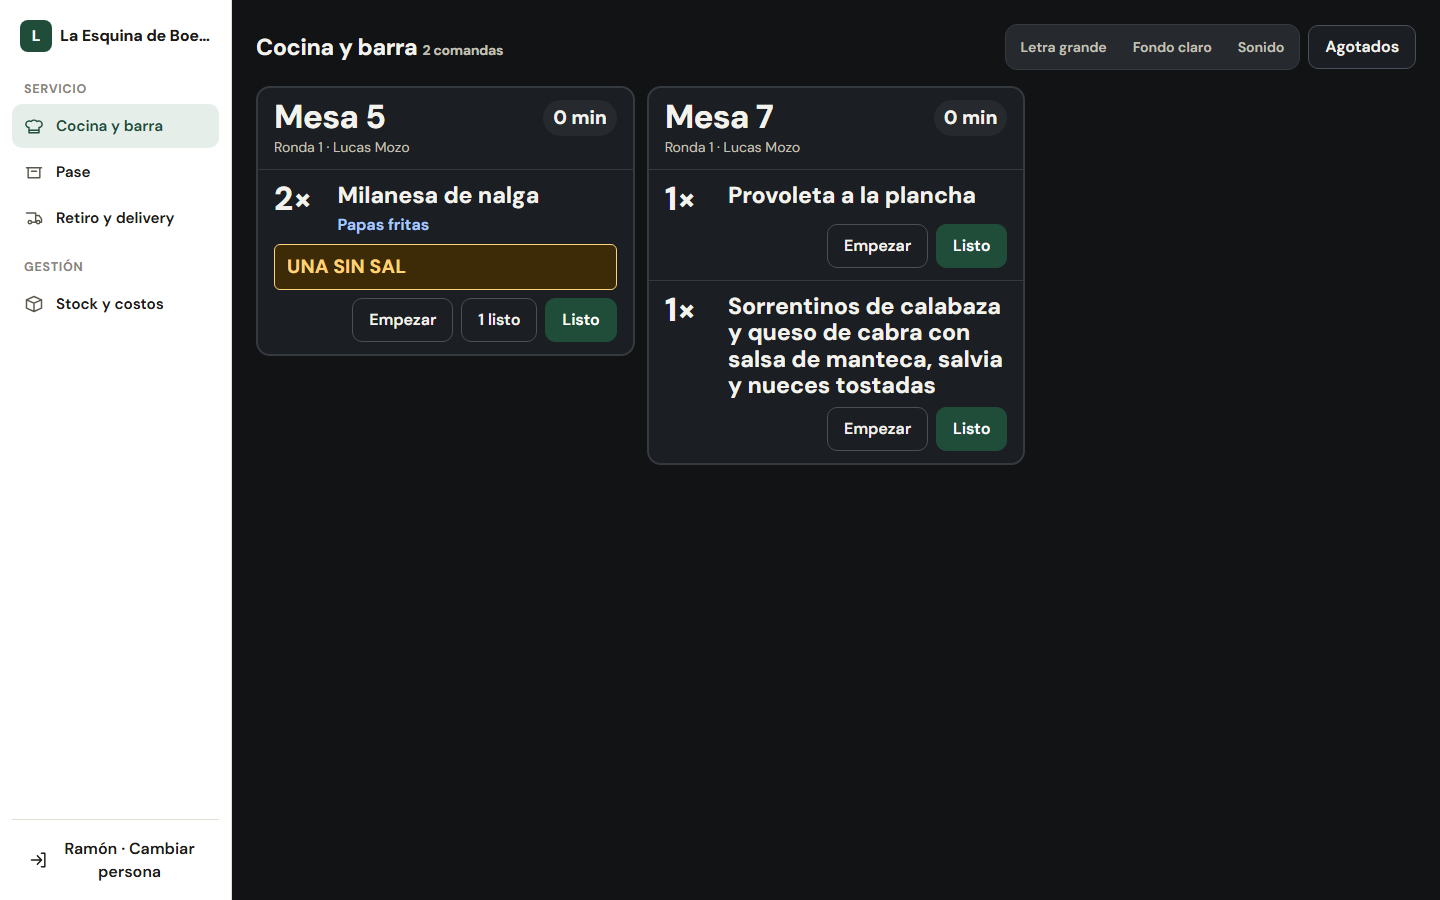 L
La Esquina de Boe...
SERVICIO
Cocina y barra
Pase
Retiro y delivery
GESTIÓN
Stock y costos
Ramón · Cambiar
persona
Cocina y barra 2 comandas
Letra grande
Fondo claro
Sonido
Agotados
Mesa 5
0 min
Ronda 1 · Lucas Mozo
2× Milanesa de nalga
Papas fritas
UNA SIN SAL
Empezar
1 listo
Listo
Mesa 7
0 min
Ronda 1 · Lucas Mozo
1× Provoleta a la plancha
Empezar
Listo
1× Sorrentinos de calabaza
y queso de cabra con
salsa de manteca, salvia
y nueces tostadas
Empezar
Listo